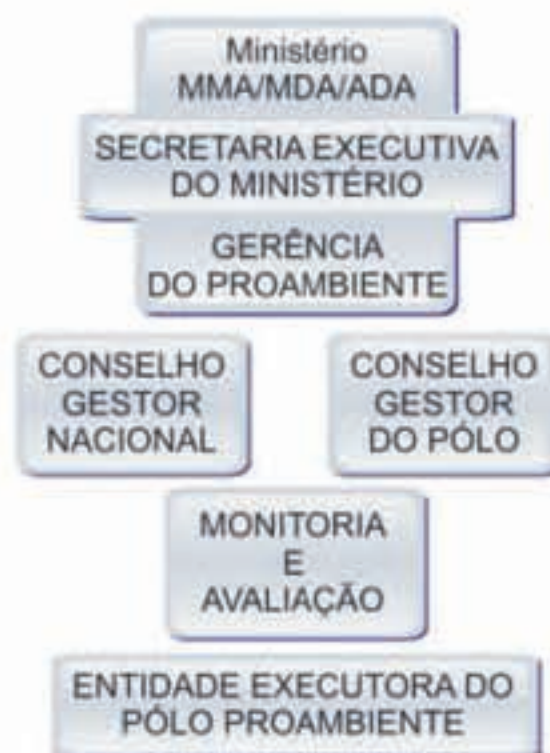 Ministério
MMA/MDA/ADA
SECRETARIA EXECUTIVA
DO MINISTÉRIO
GERÊNCIA
DO PROAMBIENTE
CONSELHO
GESTOR
NACIONAL
CONSELHO
GESTOR
DO PÓLO
MONITORIA
E
AVALIAÇÃO
ENTIDADE EXECUTORA DO
PÓLO PROAMBIENTE